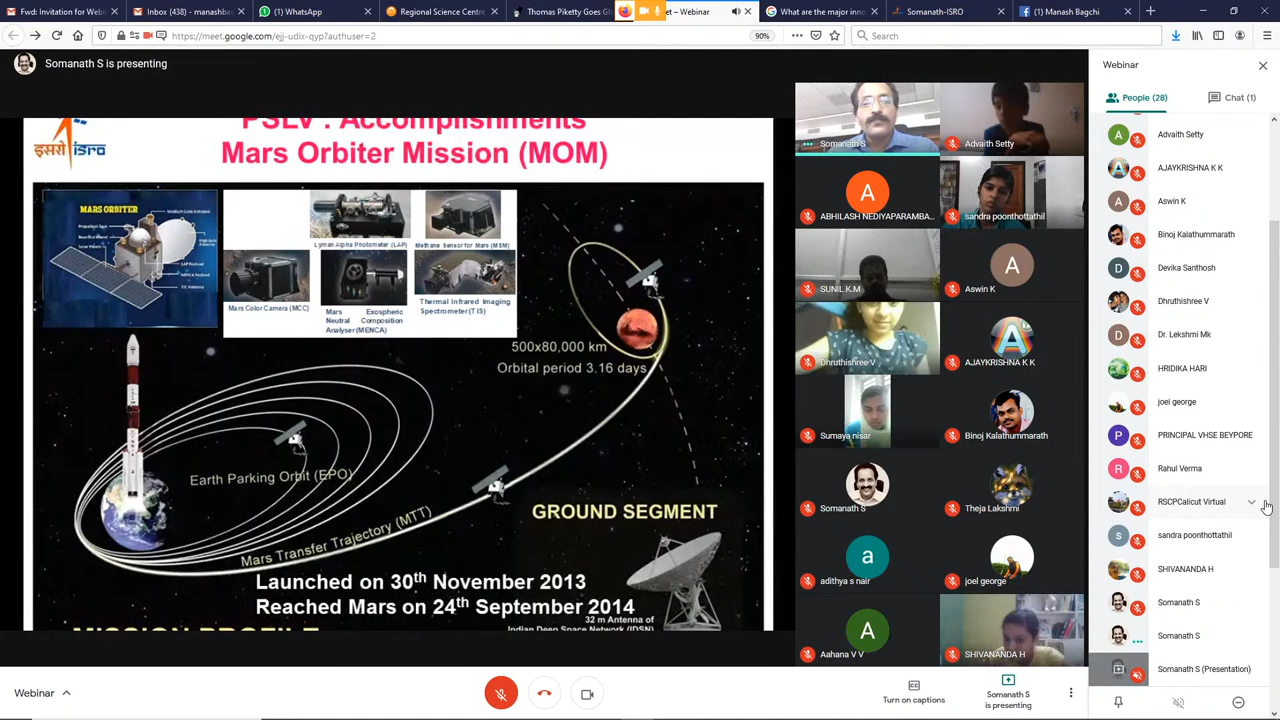 Fwd: Invitation for Webin
Inbox (438) - manashbag
(1) WhatsApp
Regional Science Centre:
Thomas Piketty Goes Gl
et – Webinar
What are the major inno
Somanath-ISRO
Manash Bagchi
https://meet.google.com/ejj-udix-qyp?authuser=2
90%
Search
Somanath S is presenting
इसरो isro
PSLV : Accomplishments
Mars Orbiter Mission (MOM)
MARS ORBITER
Lyman Alpha Photometer (LAP)
Methane Sensor for Mars (MSM)
Mars Color Camera (MCC)
Mars Exospheric
Neutral Composition
Analyser (MENCA)
Thermal Infrared Imaging
Spectrometer (TIS)
500x80,000 km
Orbital period 3.16 days
Earth Parking Orbit (EPO)
Mars Transfer Trajectory (MTT)
GROUND SEGMENT
Launched on 30th November 2013
Reached Mars on 24th September 2014
32 m Antenna of
Indian Deep Space Network (IDSN)
MISSION PROFILE
Somanath S
Advaith Setty
A
ABHILASH NEDIYAPARAMBA...
sandra poonthottathil
SUNIL K.M
A
Aswin K
Dhruthishree V
A
AJAYKRISHNA K K
Sumaya nisar
Binoj Kalathummarath
Somanath S
Theja Lakshmi
a
adithya s nair
joel george
A
Aahana V V
SHIVANANDA H
Webinar
People (28)
Chat (1)
A
Advaith Setty
A
AJAYKRISHNA K K
A
Aswin K
Binoj Kalathummarath
D
Devika Santhosh
Dhruthishree V
D
Dr. Lekshmi Mk
HRIDIKA HARI
joel george
P
PRINCIPAL VHSE BEYPORE
R
Rahul Verma
RSCPCalicut Virtual
S
sandra poonthottathil
SHIVANANDA H
Somanath S
Somanath S
Somanath S (Presentation)
Webinar
Turn on captions
Somanath S
is presenting